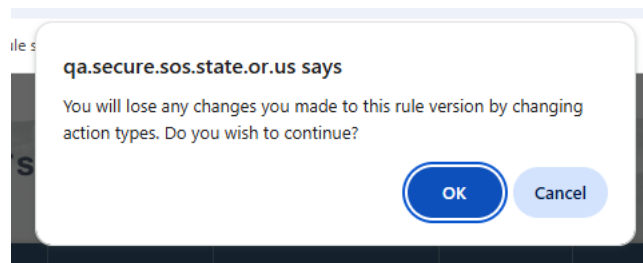 qa.secure.sos.state.or.us says
You will lose any changes you made to this rule version by changing
action types. Do you wish to continue?
OK
Cancel